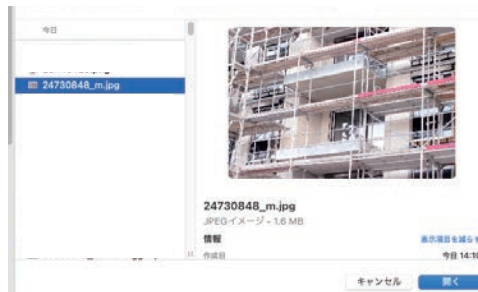 今日
24730848_m.jpg
24730848_m.jpg
JPEGイメージ - 1.6 MB
情報
表示項目を減らす
作成日
今日 14:10
キャンセル
開く